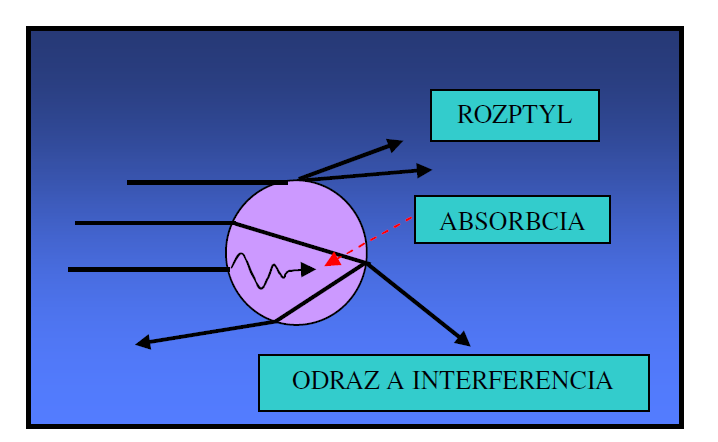 ROZPTYL
ABSORBCIA
ODRAZ A INTERFERENCIA